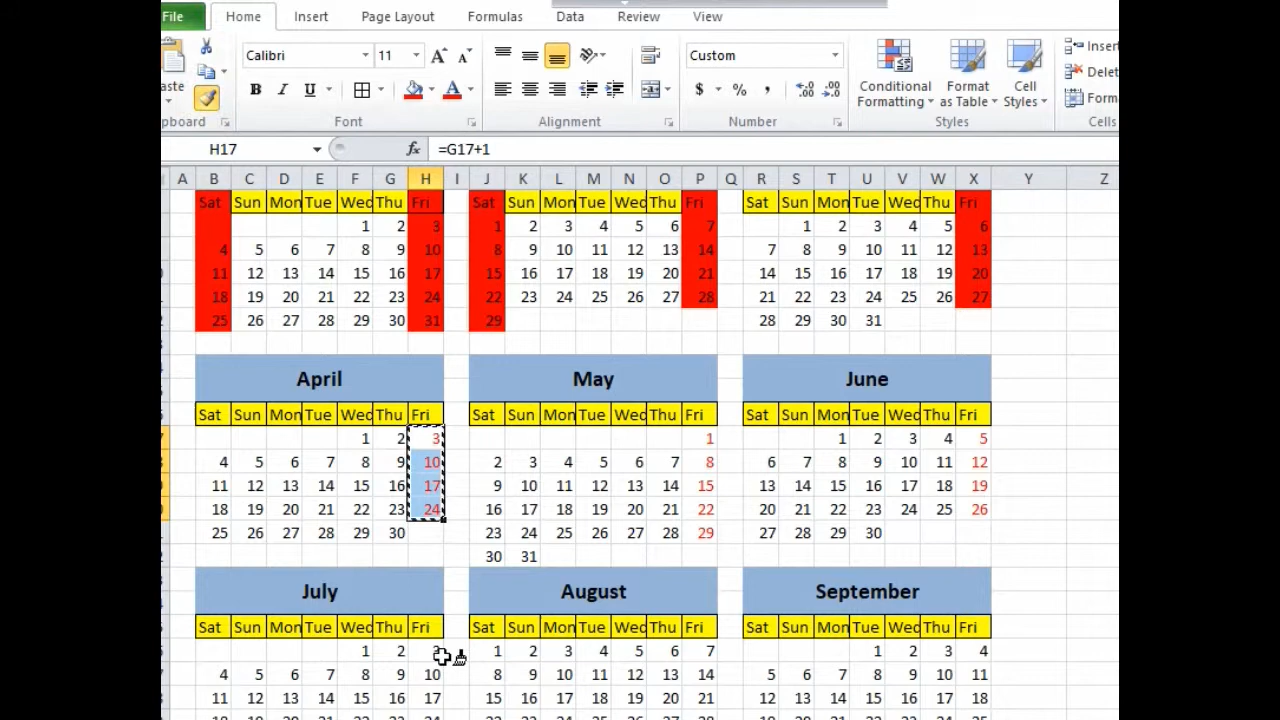 File Home Insert Page Layout Formulas Data Review View
Calibri 11 A A Custom Insert
aste B I U A $ % , .00 .0 Conditional Formatting Format as Table Cell Styles Delete
pboard Font Alignment Number Styles Cells
H17 fx =G17+1
A B C D E F G H I J K L M N O P Q R S T U V W X Y Z
Sat Sun Mon Tue Wed Thu Fri Sat Sun Mon Tue Wed Thu Fri Sat Sun Mon Tue Wed Thu Fri
1 2 3 1 2 3 4 5 6 7 1 2 3 4 5 6
4 5 6 7 8 9 10 8 9 10 11 12 13 14 7 8 9 10 11 12 13
11 12 13 14 15 16 17 15 16 17 18 19 20 21 14 15 16 17 18 19 20
18 19 20 21 22 23 24 22 23 24 25 26 27 28 21 22 23 24 25 26 27
25 26 27 28 29 30 31 29 28 29 30 31
April May June
Sat Sun Mon Tue Wed Thu Fri Sat Sun Mon Tue Wed Thu Fri Sat Sun Mon Tue Wed Thu Fri
1 2 3 1 1 2 3 4 5
4 5 6 7 8 9 10 2 3 4 5 6 7 8 6 7 8 9 10 11 12
11 12 13 14 15 16 17 9 10 11 12 13 14 15 13 14 15 16 17 18 19
18 19 20 21 22 23 24 16 17 18 19 20 21 22 20 21 22 23 24 25 26
25 26 27 28 29 30 23 24 25 26 27 28 29 27 28 29 30
30 31
July August September
Sat Sun Mon Tue Wed Thu Fri Sat Sun Mon Tue Wed Thu Fri Sat Sun Mon Tue Wed Thu Fri
1 2 1 2 3 4 5 6 7 1 2 3 4
4 5 6 7 8 9 10 8 9 10 11 12 13 14 5 6 7 8 9 10 11
11 12 13 14 15 16 17 15 16 17 18 19 20 21 12 13 14 15 16 17 18